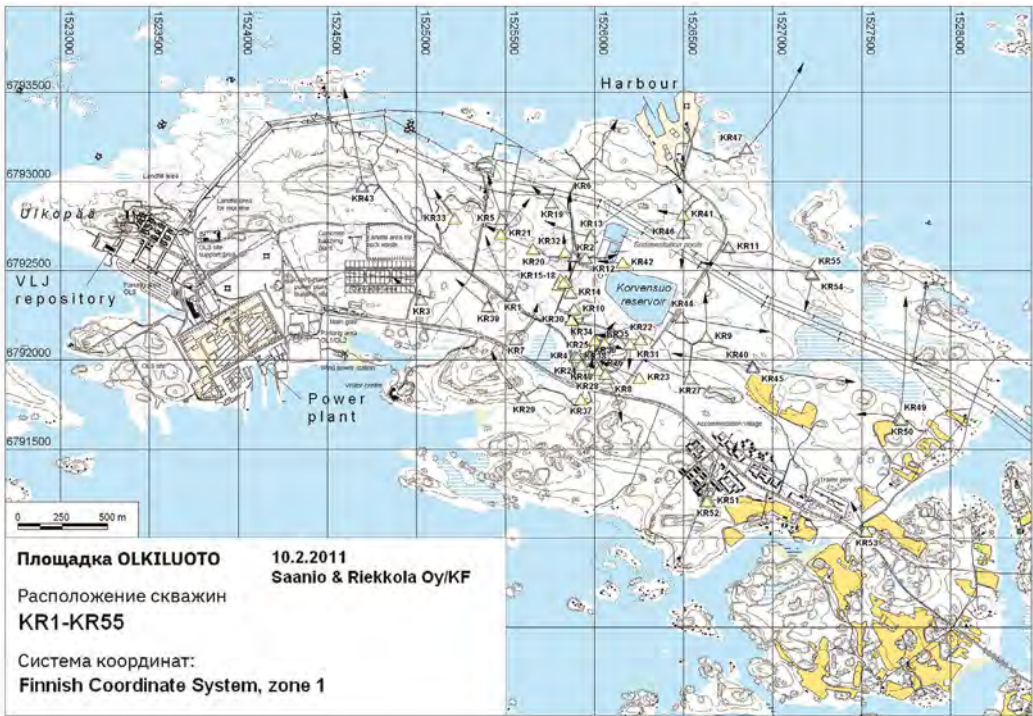 1523000
1523500
1524000
1524500
1525000
1525500
1526000
1526500
1527000
1527500
1528000
6793500
6793000
6792500
6792000
6791500
Harbour
KR47
KR6
KR43
KR33
KR5
KR19
KR21
KR13
KR41
KR46
KR32
KR2
KR11
KR20
KR12
KR42
KR55
KR54
Ulkopää
VLJ
repository
KR15-18
KR14
Korvensuo
reservoir
KR3
KR39
KR1
KR10
KR30
KR44
KR34
KR22
KR7
KR25
KR35
KR9
KR4
KR31
KR40
KR24
KR23
KR45
KR28
KR8
KR27
KR29
KR37
KR49
KR50
Power
plant
Accommodation village
KR51
KR52
KR53
0 250 500 m
Площадка OLKILUOTO
10.2.2011
Saanio & Riekkola Oy/KF
Расположение скважин
KR1-KR55
Система координат:
Finnish Coordinate System, zone 1